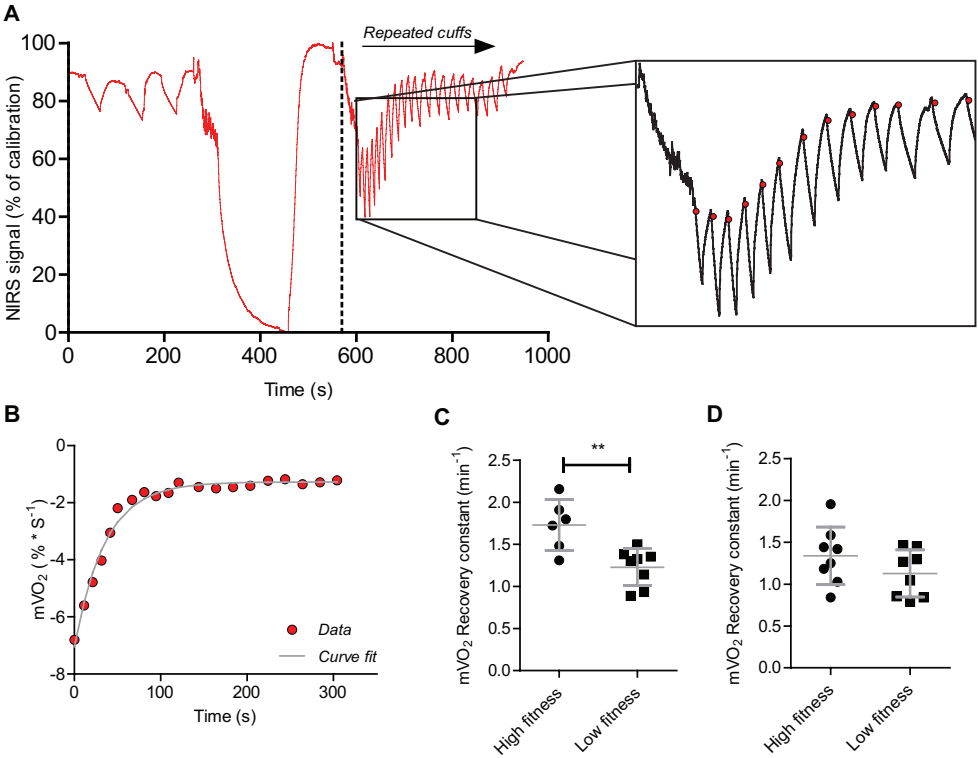 A
Repeated cuffs
NIRS signal (% of calibration)
100
80
60
40
20
0
0 200 400 600 800 1000
Time (s)
B
mVO₂ ( % * S⁻¹)
0
-2
-4
-6
-8
0 100 200 300
Time (s)
Data
Curve fit
C
**
mVO₂ Recovery constant (min⁻¹)
2.5
2.0
1.5
1.0
0.5
0.0
High fitness
Low fitness
D
mVO₂ Recovery constant (min⁻¹)
2.5
2.0
1.5
1.0
0.5
0.0
High fitness
Low fitness